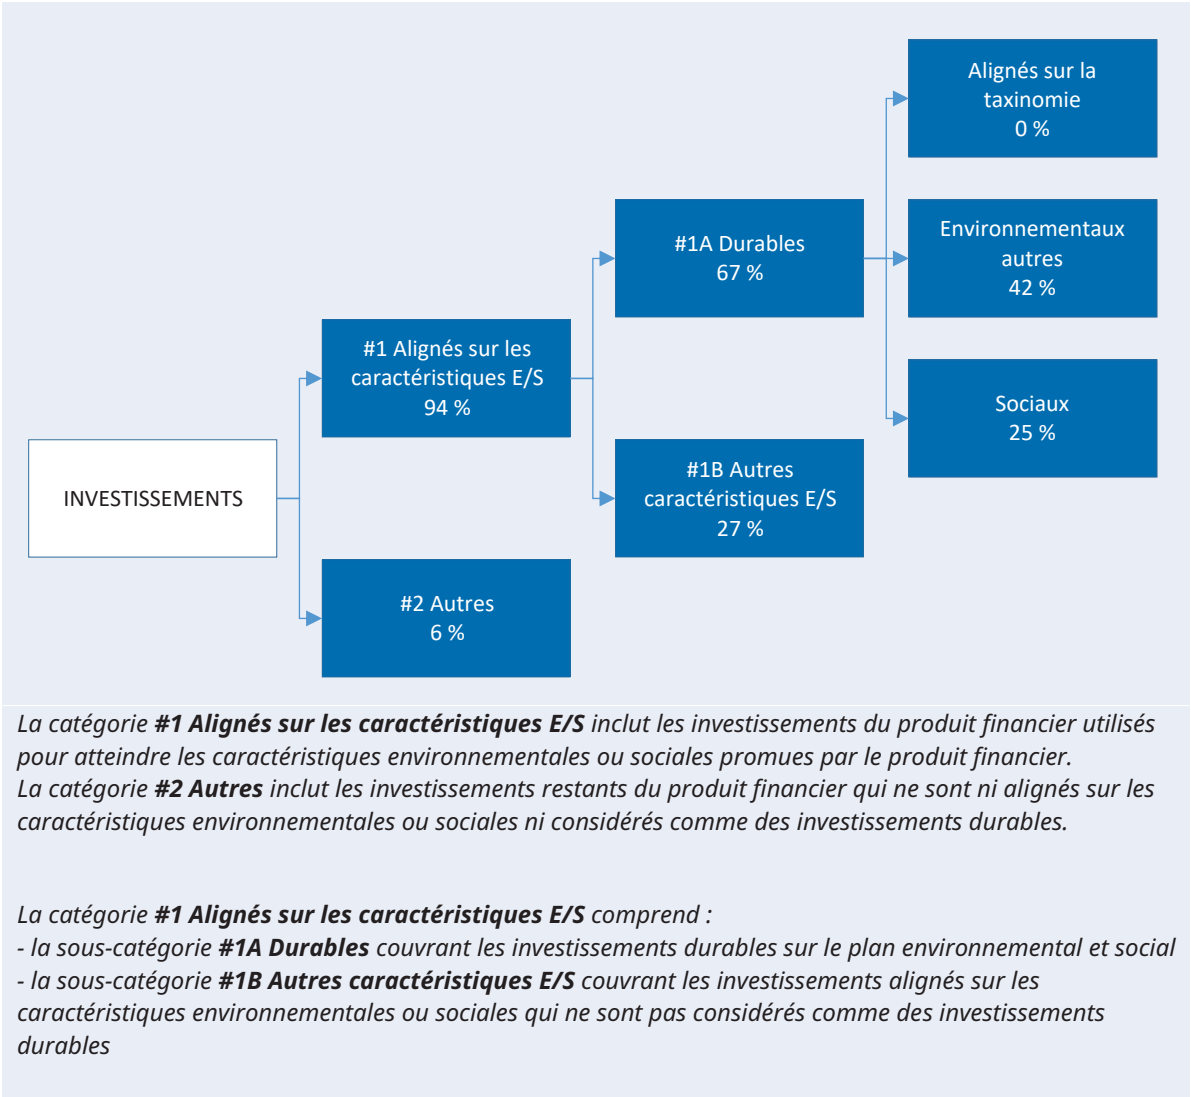 Alignés sur la
taxinomie
0 %
#1A Durables
67 %
Environnementaux
autres
42 %
#1 Alignés sur les
caractéristiques E/S
94 %
Sociaux
25 %
INVESTISSEMENTS
#1B Autres
caractéristiques E/S
27 %
#2 Autres
6 %
La catégorie #1 Alignés sur les caractéristiques E/S inclut les investissements du produit financier utilisés
pour atteindre les caractéristiques environnementales ou sociales promues par le produit financier.
La catégorie #2 Autres inclut les investissements restants du produit financier qui ne sont ni alignés sur les
caractéristiques environnementales ou sociales ni considérés comme des investissements durables.
La catégorie #1 Alignés sur les caractéristiques E/S comprend :
- la sous-catégorie #1A Durables couvrant les investissements durables sur le plan environnemental et social
- la sous-catégorie #1B Autres caractéristiques E/S couvrant les investissements alignés sur les
caractéristiques environnementales ou sociales qui ne sont pas considérés comme des investissements
durables